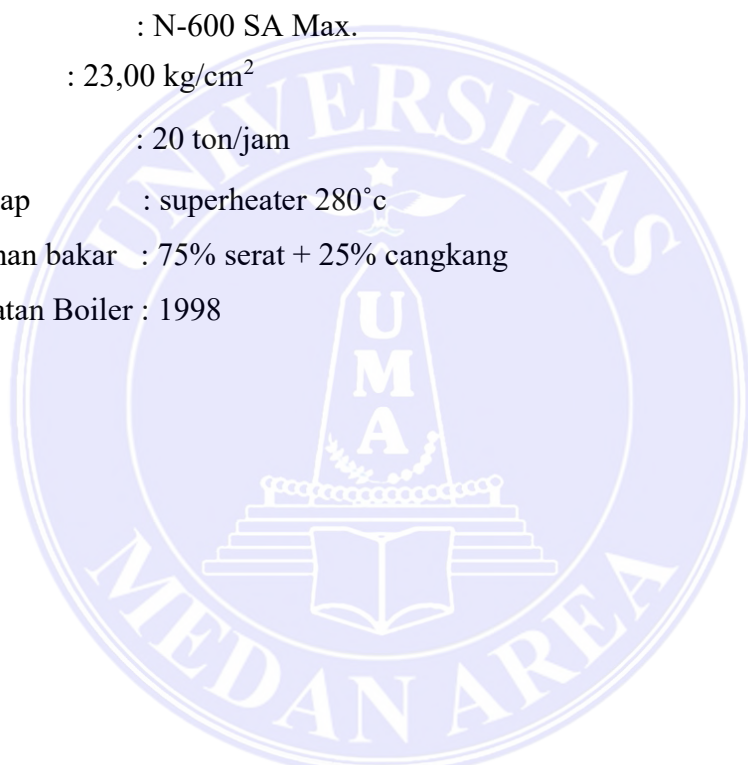 : N-600 SA Max.
: 23,00 kg/cm²
: 20 ton/jam
ap : superheater 280˚c
han bakar : 75% serat + 25% cangkang
atan Boiler : 1998
UNIVERSITAS
UMA
MEDAN AREA